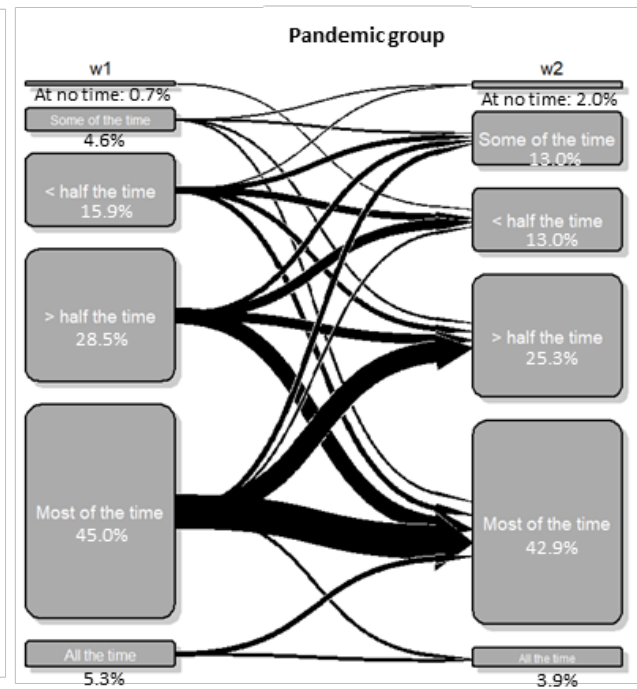 Pandemic group
w1
At no time: 0.7%
Some of the time
4.6%
< half the time
15.9%
> half the time
28.5%
Most of the time
45.0%
All the time
5.3%
w2
At no time: 2.0%
Some of the time
13.0%
< half the time
13.0%
> half the time
25.3%
Most of the time
42.9%
All the time
3.9%